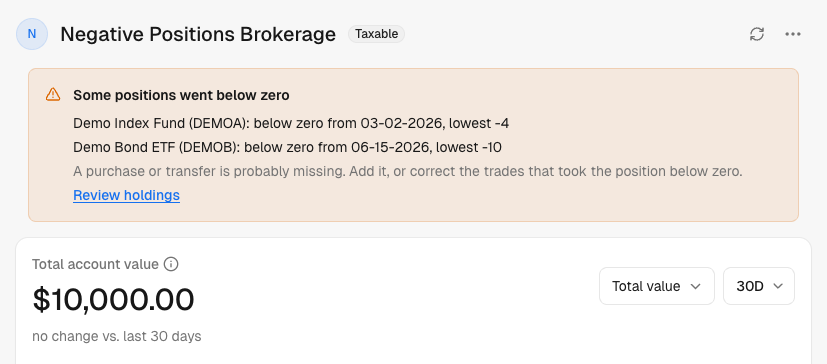 N
Negative Positions Brokerage
Taxable
Some positions went below zero
Demo Index Fund (DEMOA): below zero from 03-02-2026, lowest -4
Demo Bond ETF (DEMOB): below zero from 06-15-2026, lowest -10
A purchase or transfer is probably missing. Add it, or correct the trades that took the position below zero.
Review holdings
Total account value
Total value
30D
$10,000.00
no change vs. last 30 days